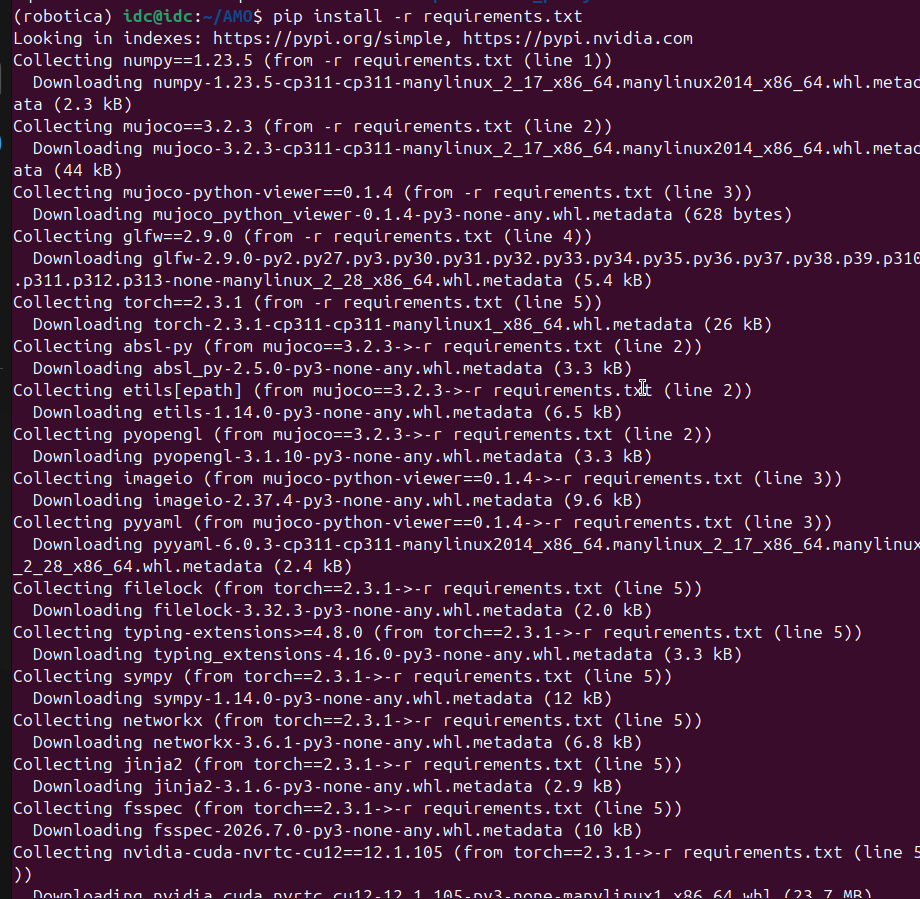 (robotica) idc@idc:~/AMO$ pip install -r requirements.txt
Looking in indexes: https://pypi.org/simple, https://pypi.nvidia.com
Collecting numpy==1.23.5 (from -r requirements.txt (line 1))
  Downloading numpy-1.23.5-cp311-cp311-manylinux_2_17_x86_64.manylinux2014_x86_64.whl.metad
ata (2.3 kB)
Collecting mujoco==3.2.3 (from -r requirements.txt (line 2))
  Downloading mujoco-3.2.3-cp311-cp311-manylinux_2_17_x86_64.manylinux2014_x86_64.whl.metad
ata (44 kB)
Collecting mujoco-python-viewer==0.1.4 (from -r requirements.txt (line 3))
  Downloading mujoco_python_viewer-0.1.4-py3-none-any.whl.metadata (628 bytes)
Collecting glfw==2.9.0 (from -r requirements.txt (line 4))
  Downloading glfw-2.9.0-py2.py27.py3.py30.py31.py32.py33.py34.py35.py36.py37.py38.p39.p310
.p311.p312.p313-none-manylinux_2_28_x86_64.whl.metadata (5.4 kB)
Collecting torch==2.3.1 (from -r requirements.txt (line 5))
  Downloading torch-2.3.1-cp311-cp311-manylinux1_x86_64.whl.metadata (26 kB)
Collecting absl-py (from mujoco==3.2.3->-r requirements.txt (line 2))
  Downloading absl_py-2.5.0-py3-none-any.whl.metadata (3.3 kB)
Collecting etils[epath] (from mujoco==3.2.3->-r requirements.txt (line 2))
  Downloading etils-1.14.0-py3-none-any.whl.metadata (6.5 kB)
Collecting pyopengl (from mujoco==3.2.3->-r requirements.txt (line 2))
  Downloading pyopengl-3.1.10-py3-none-any.whl.metadata (3.3 kB)
Collecting imageio (from mujoco-python-viewer==0.1.4->-r requirements.txt (line 3))
  Downloading imageio-2.37.4-py3-none-any.whl.metadata (9.6 kB)
Collecting pyyaml (from mujoco-python-viewer==0.1.4->-r requirements.txt (line 3))
  Downloading pyyaml-6.0.3-cp311-cp311-manylinux2014_x86_64.manylinux_2_17_x86_64.manylinux
_2_28_x86_64.whl.metadata (2.4 kB)
Collecting filelock (from torch==2.3.1->-r requirements.txt (line 5))
  Downloading filelock-3.32.3-py3-none-any.whl.metadata (2.0 kB)
Collecting typing-extensions>=4.8.0 (from torch==2.3.1->-r requirements.txt (line 5))
  Downloading typing_extensions-4.16.0-py3-none-any.whl.metadata (3.3 kB)
Collecting sympy (from torch==2.3.1->-r requirements.txt (line 5))
  Downloading sympy-1.14.0-py3-none-any.whl.metadata (12 kB)
Collecting networkx (from torch==2.3.1->-r requirements.txt (line 5))
  Downloading networkx-3.6.1-py3-none-any.whl.metadata (6.8 kB)
Collecting jinja2 (from torch==2.3.1->-r requirements.txt (line 5))
  Downloading jinja2-3.1.6-py3-none-any.whl.metadata (2.9 kB)
Collecting fsspec (from torch==2.3.1->-r requirements.txt (line 5))
  Downloading fsspec-2026.7.0-py3-none-any.whl.metadata (10 kB)
Collecting nvidia-cuda-nvrtc-cu12==12.1.105 (from torch==2.3.1->-r requirements.txt (line 5
))
  Downloading nvidia_cuda_nvrtc_cu12-12.1.105-py3-none-manylinux1_x86_64.whl (23.7 MB)